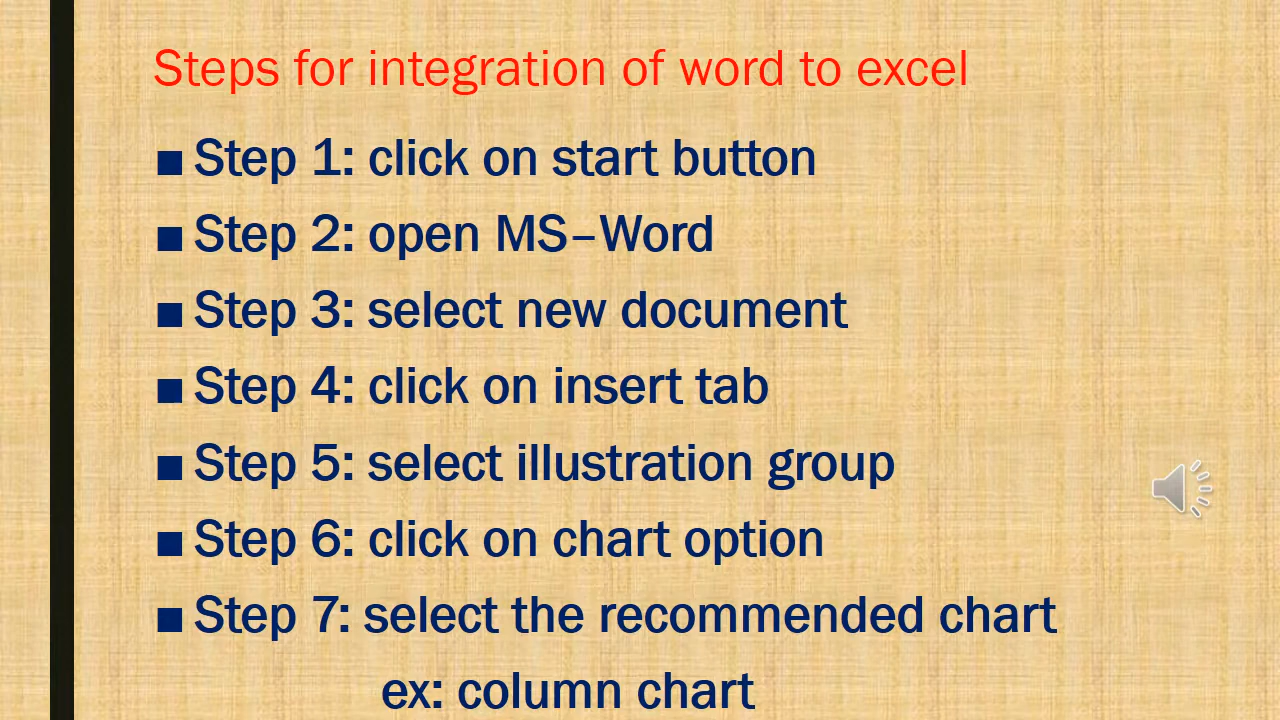 Steps for integration of word to excel
■ Step 1: click on start button
■ Step 2: open MS–Word
■ Step 3: select new document
■ Step 4: click on insert tab
■ Step 5: select illustration group
■ Step 6: click on chart option
■ Step 7: select the recommended chart
ex: column chart